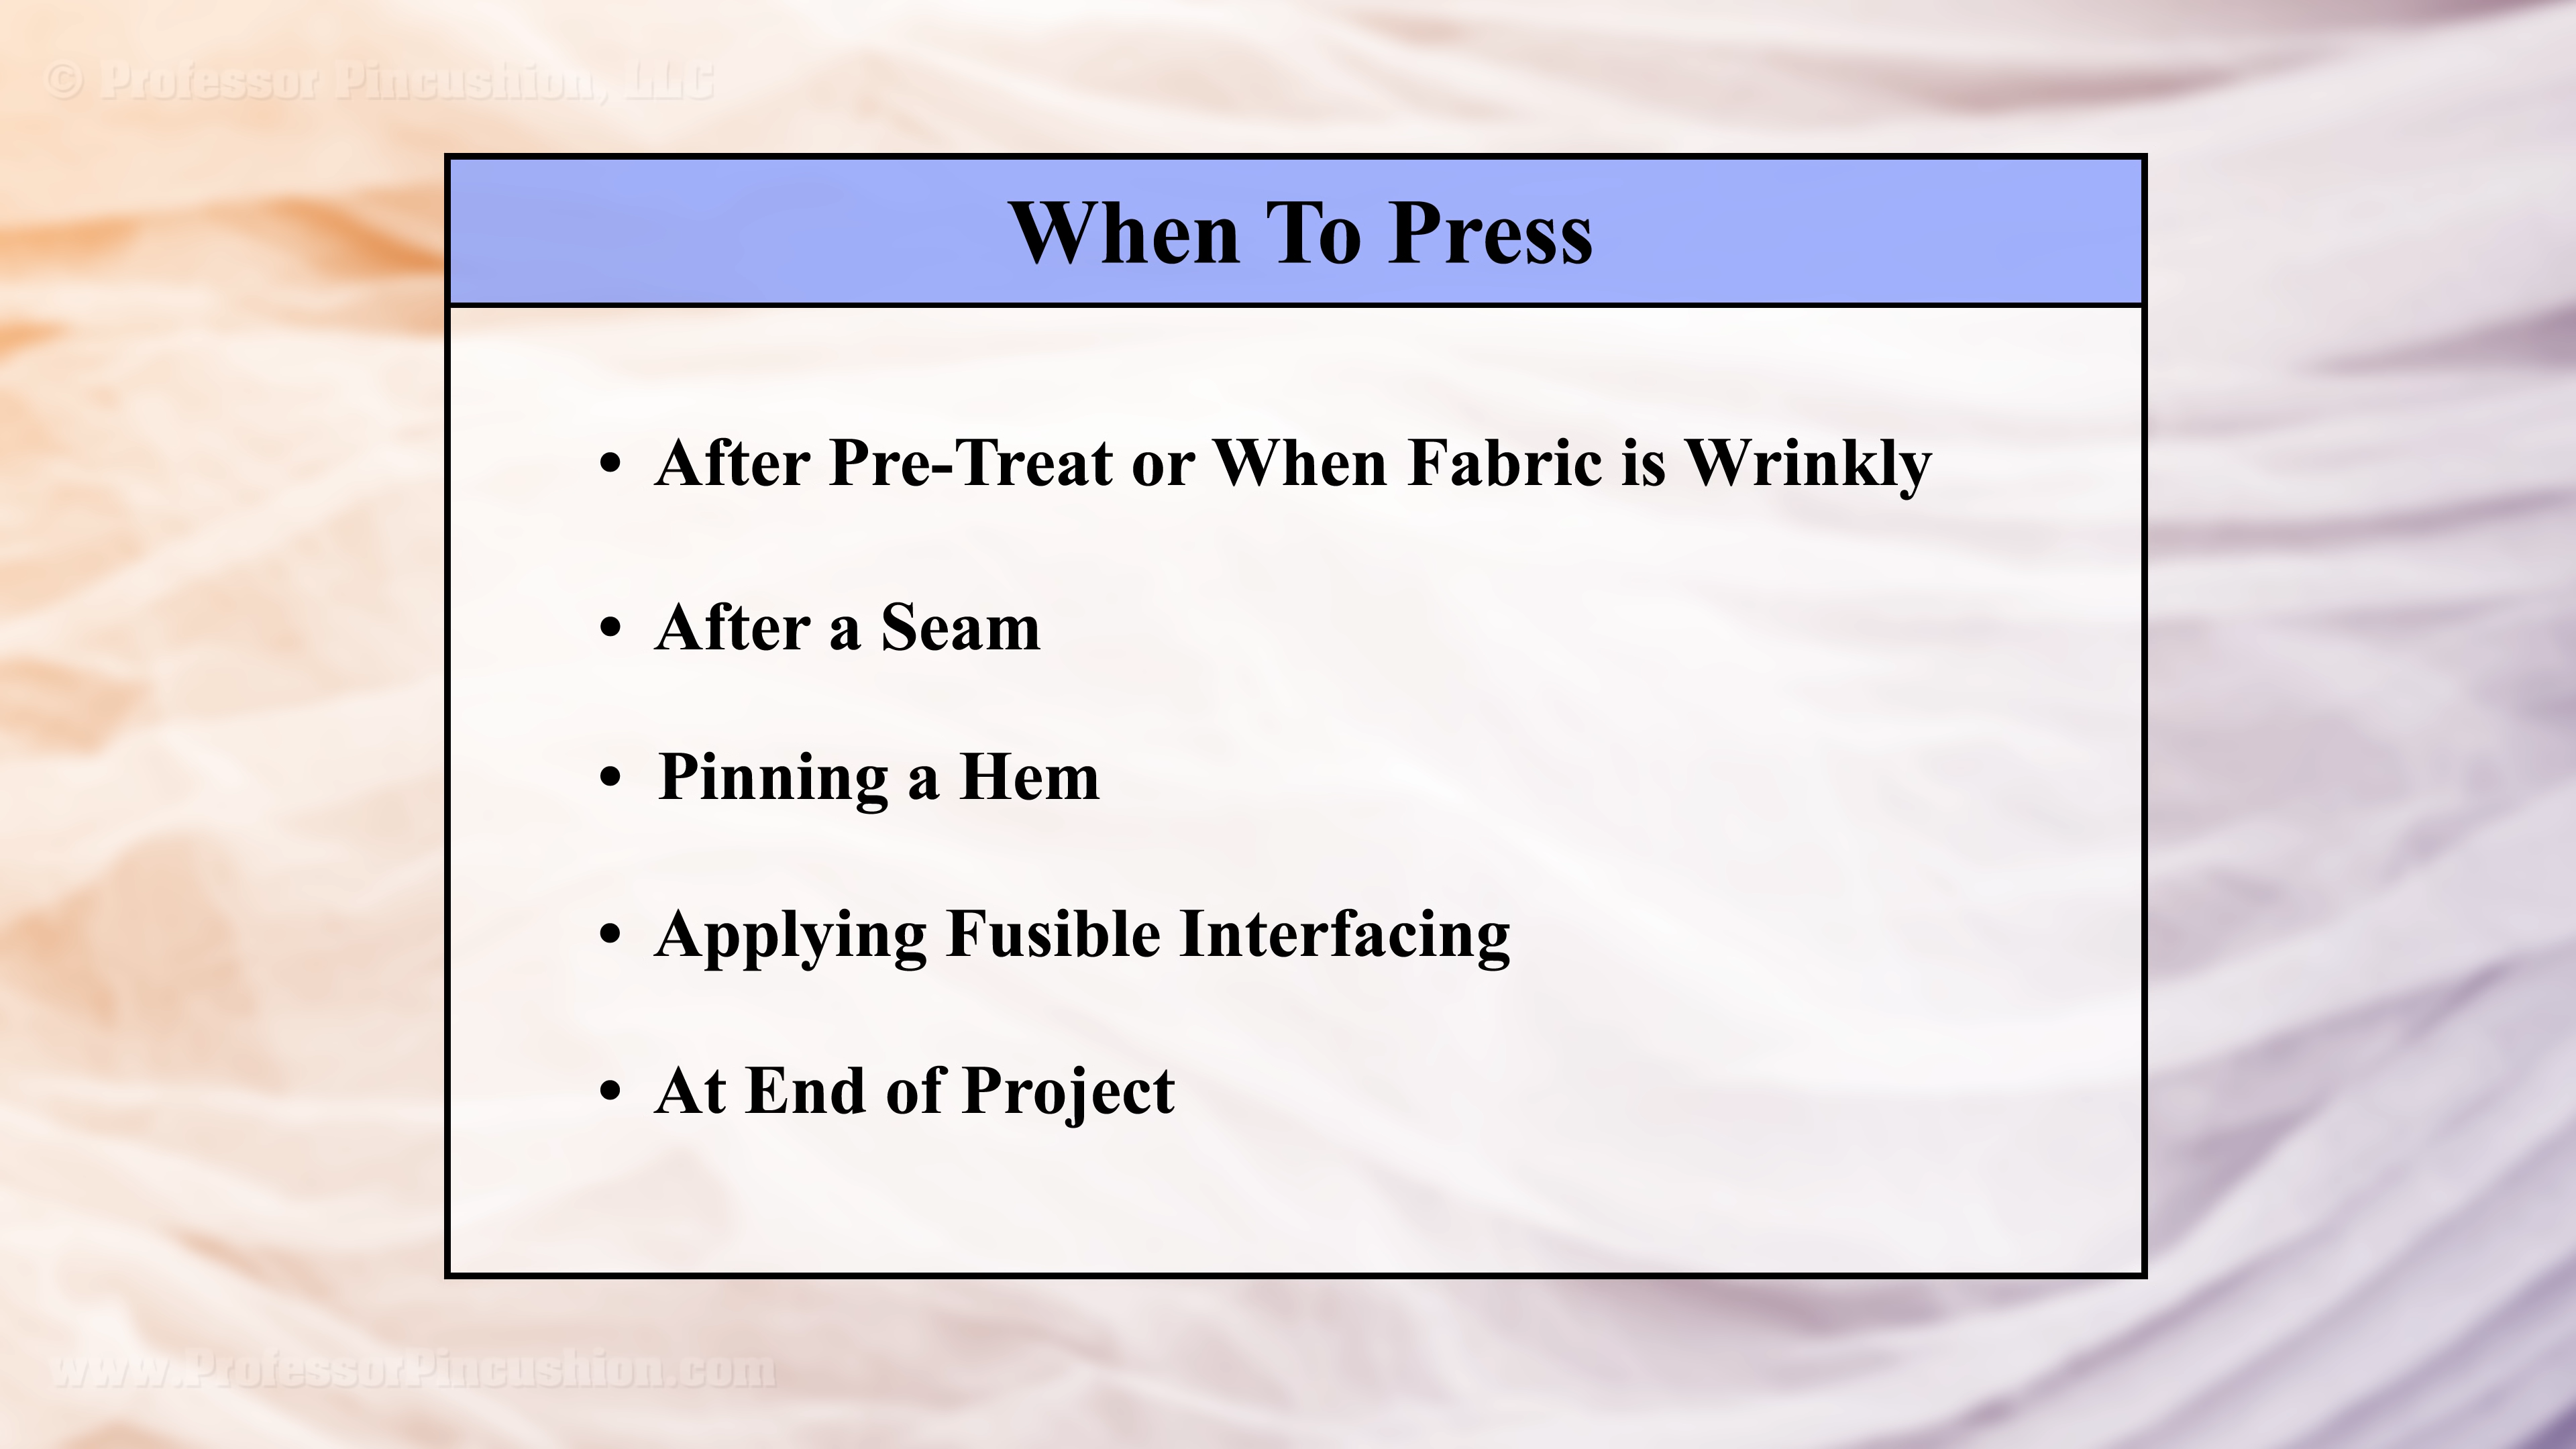 © Professor Pincushion, LLC
When To Press
• After Pre-Treat or When Fabric is Wrinkly
• After a Seam
• Pinning a Hem
• Applying Fusible Interfacing
• At End of Project
www.ProfessorPincushion.com